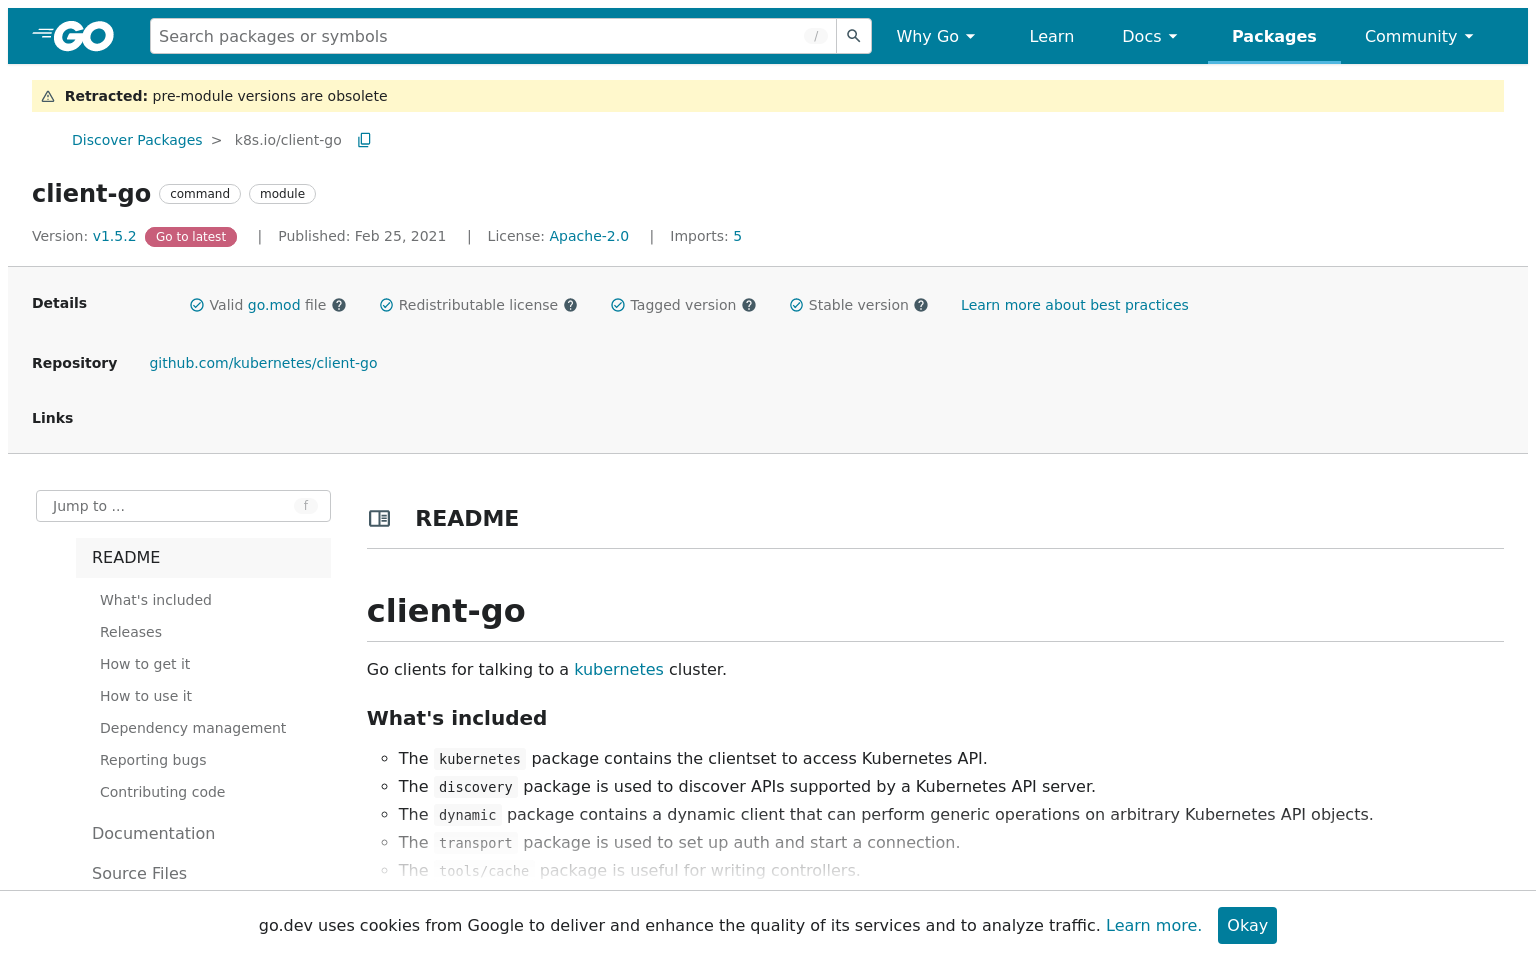 GO
Search packages or symbols /
Why Go
Learn
Docs
Packages
Community
Retracted: pre-module versions are obsolete
Discover Packages > k8s.io/client-go
client-go command module
Version: v1.5.2 Go to latest | Published: Feb 25, 2021 | License: Apache-2.0 | Imports: 5
Details
Valid go.mod file ?
Redistributable license ?
Tagged version ?
Stable version ?
Learn more about best practices
Repository
github.com/kubernetes/client-go
Links
Jump to ... f
README
What's included
Releases
How to get it
How to use it
Dependency management
Reporting bugs
Contributing code
Documentation
Source Files
README
client-go
Go clients for talking to a kubernetes cluster.
What's included
The kubernetes package contains the clientset to access Kubernetes API.
The discovery package is used to discover APIs supported by a Kubernetes API server.
The dynamic package contains a dynamic client that can perform generic operations on arbitrary Kubernetes API objects.
The transport package is used to set up auth and start a connection.
The tools/cache package is useful for writing controllers.
go.dev uses cookies from Google to deliver and enhance the quality of its services and to analyze traffic. Learn more. Okay